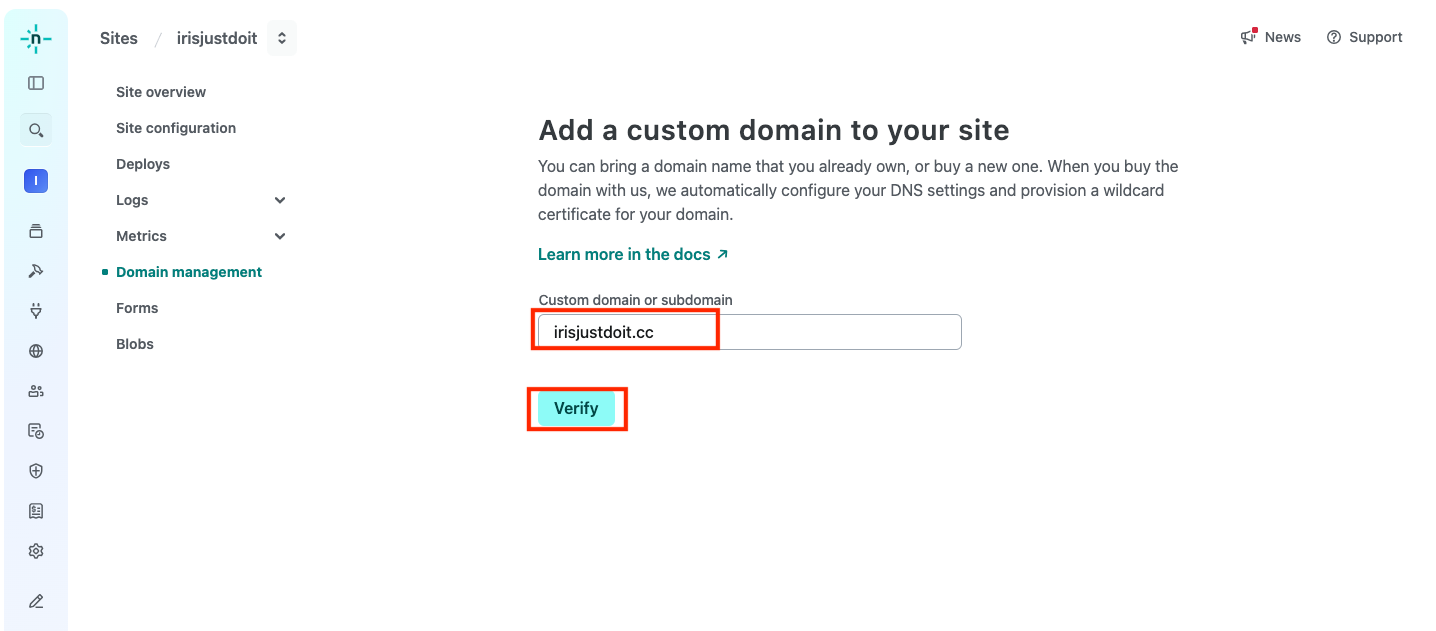 n
Sites / irisjustdoit
News
Support
I
Site overview
Site configuration
Deploys
Logs
Metrics
Domain management
Forms
Blobs
Add a custom domain to your site
You can bring a domain name that you already own, or buy a new one. When you buy the
domain with us, we automatically configure your DNS settings and provision a wildcard
certificate for your domain.
Learn more in the docs
Custom domain or subdomain
irisjustdoit.cc
Verify